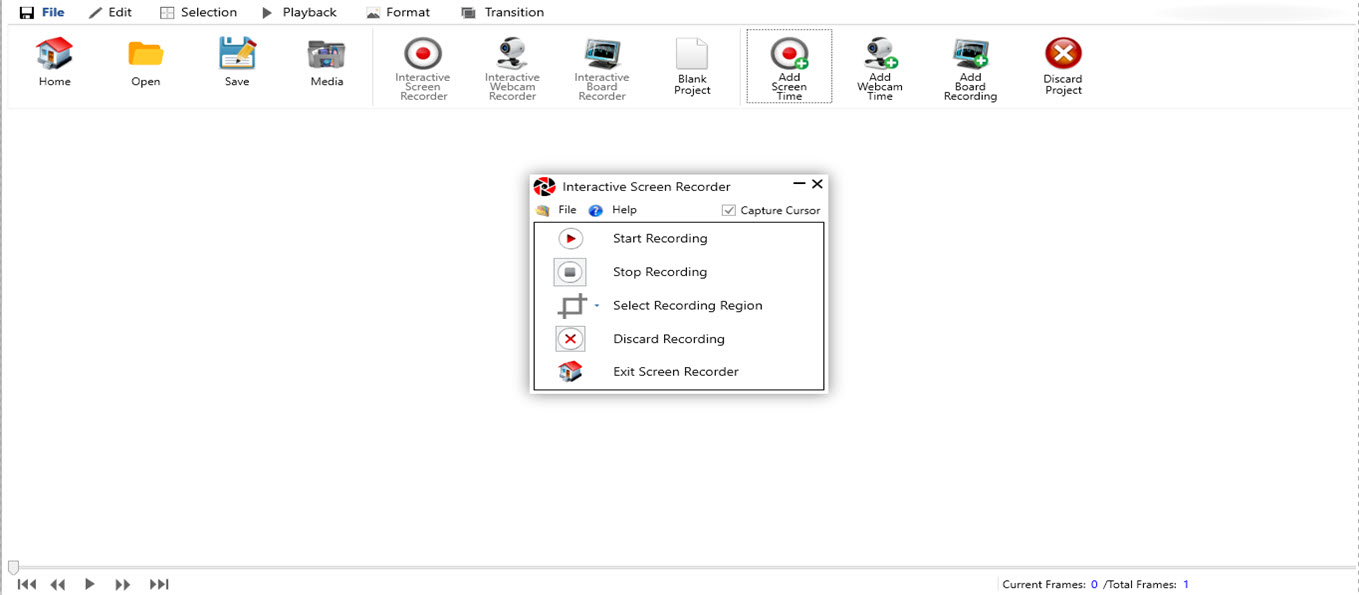 File Edit Selection Playback Format Transition
Home Open Save Media Interactive Screen Recorder Interactive Webcam Recorder Interactive Board Recorder Blank Project Add Screen Time Add Webcam Time Add Board Recording Discard Project
Interactive Screen Recorder
File Help Capture Cursor
Start Recording
Stop Recording
Select Recording Region
Discard Recording
Exit Screen Recorder
Current Frames: 0 /Total Frames: 1